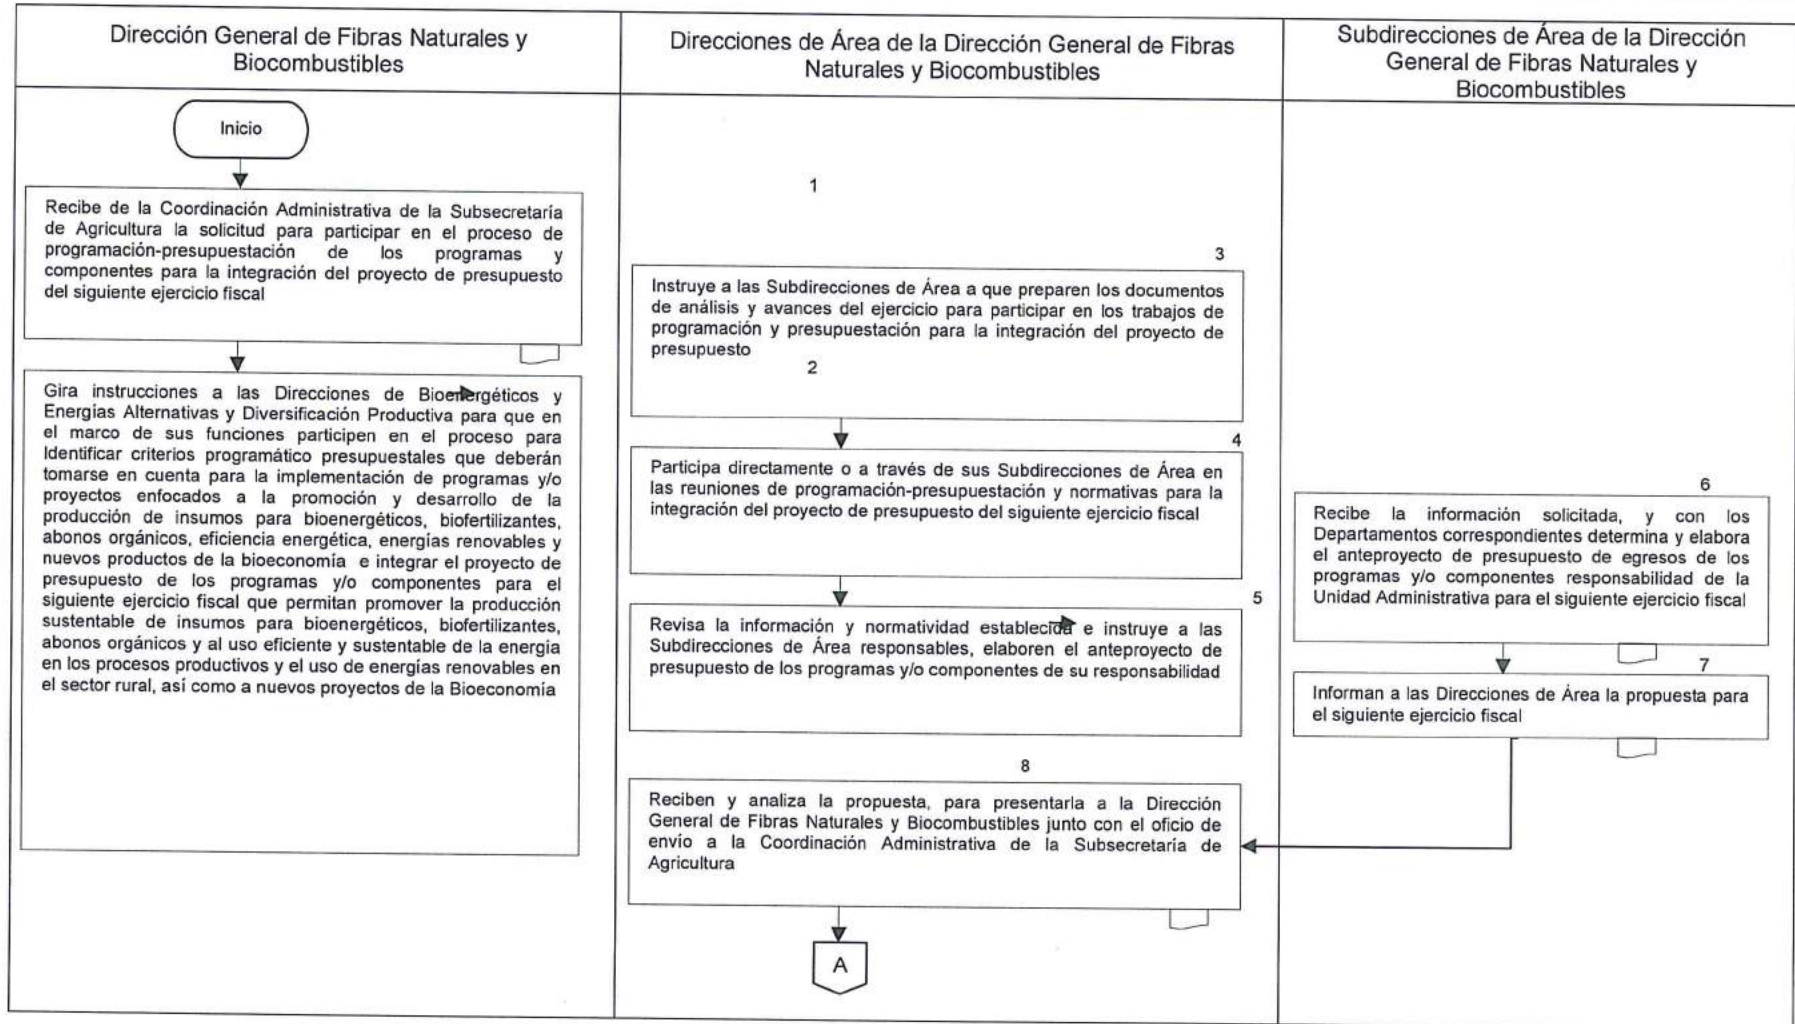 Dirección General de Fibras Naturales y
Biocombustibles
Direcciones de Área de la Dirección General de Fibras
Naturales y Biocombustibles
Subdirecciones de Área de la Dirección
General de Fibras Naturales y
Biocombustibles
Inicio
Recibe de la Coordinación Administrativa de la Subsecretaría
de Agricultura la solicitud para participar en el proceso de
programación-presupuestación de los programas y
componentes para la integración del proyecto de presupuesto
del siguiente ejercicio fiscal
Gira instrucciones a las Direcciones de Bioenergéticos y
Energías Alternativas y Diversificación Productiva para que en
el marco de sus funciones participen en el proceso para
Identificar criterios programático presupuestales que deberán
tomarse en cuenta para la implementación de programas y/o
proyectos enfocados a la promoción y desarrollo de la
producción de insumos para bioenergéticos, biofertilizantes,
abonos orgánicos, eficiencia energética, energías renovables y
nuevos productos de la bioeconomía e integrar el proyecto de
presupuesto de los programas y/o componentes para el
siguiente ejercicio fiscal que permitan promover la producción
sustentable de insumos para bioenergéticos, biofertilizantes,
abonos orgánicos y al uso eficiente y sustentable de la energía
en los procesos productivos y el uso de energías renovables en
el sector rural, así como a nuevos proyectos de la Bioeconomía
1
3
Instruye a las Subdirecciones de Área a que preparen los documentos
de análisis y avances del ejercicio para participar en los trabajos de
programación y presupuestación para la integración del proyecto de
presupuesto
2
4
Participa directamente o a través de sus Subdirecciones de Área en
las reuniones de programación-presupuestación y normativas para la
integración del proyecto de presupuesto del siguiente ejercicio fiscal
5
Revisa la información y normatividad establecida e instruye a las
Subdirecciones de Área responsables, elaboren el anteproyecto de
presupuesto de los programas y/o componentes de su responsabilidad
6
Recibe la información solicitada, y con los
Departamentos correspondientes determina y elabora
el anteproyecto de presupuesto de egresos de los
programas y/o componentes responsabilidad de la
Unidad Administrativa para el siguiente ejercicio fiscal
7
Informan a las Direcciones de Área la propuesta para
el siguiente ejercicio fiscal
8
Reciben y analiza la propuesta, para presentarla a la Dirección
General de Fibras Naturales y Biocombustibles junto con el oficio de
envío a la Coordinación Administrativa de la Subsecretaría de
Agricultura
A